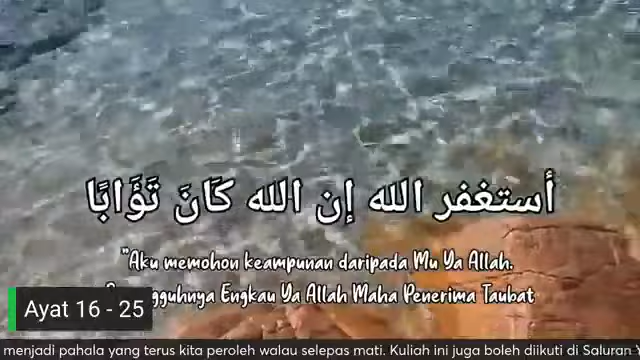 أستغفر الله إن الله كَانَ تَوَّابًا
"Aku memohon keampunan daripada Mu Ya Allah.
guhnya Engkau Ya Allah Maha Penerima Taubat
Ayat 16 - 25
menjadi pahala yang terus kita peroleh walau selepas mati. Kuliah ini juga boleh diikuti di Saluran